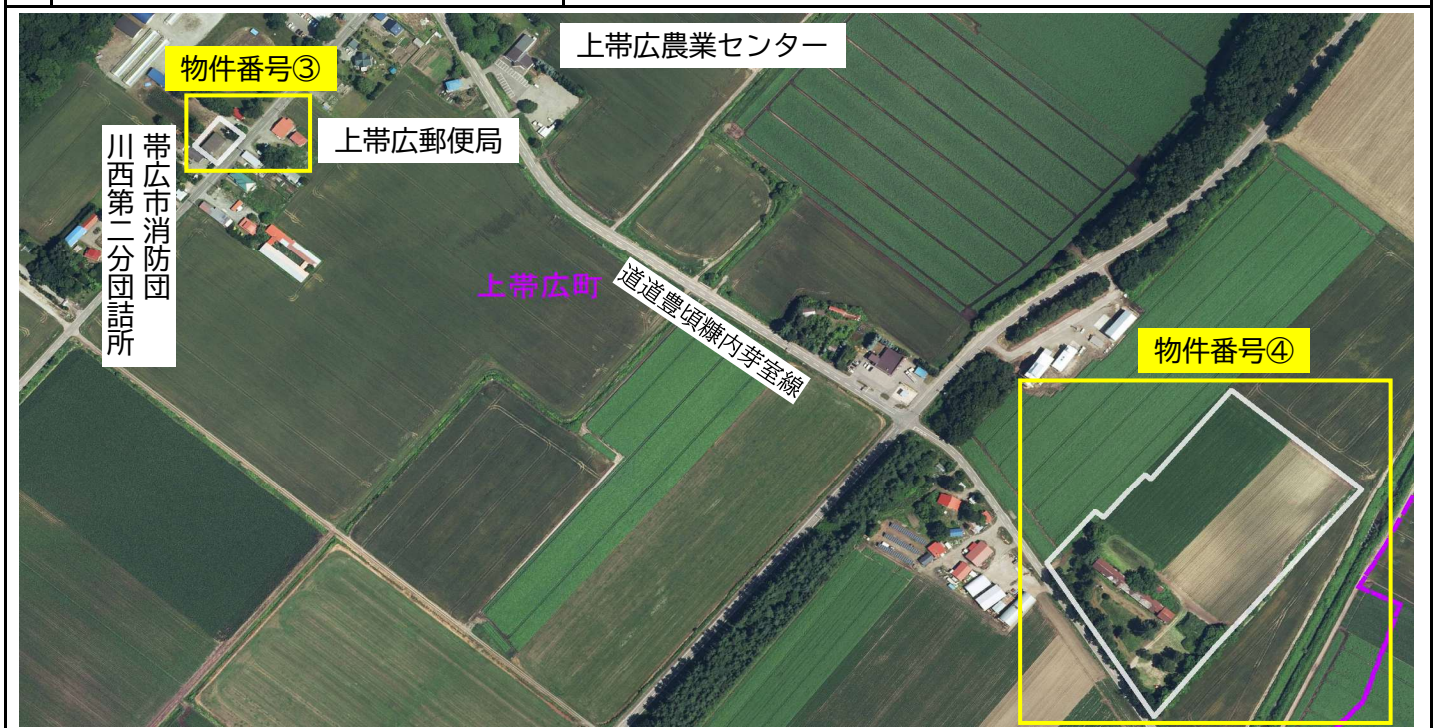 上帯広農業センター
物件番号③
上帯広郵便局
帯広市消防団
川西第二分団詰所
上帯広町
道道豊頃糠内芽室線
物件番号④